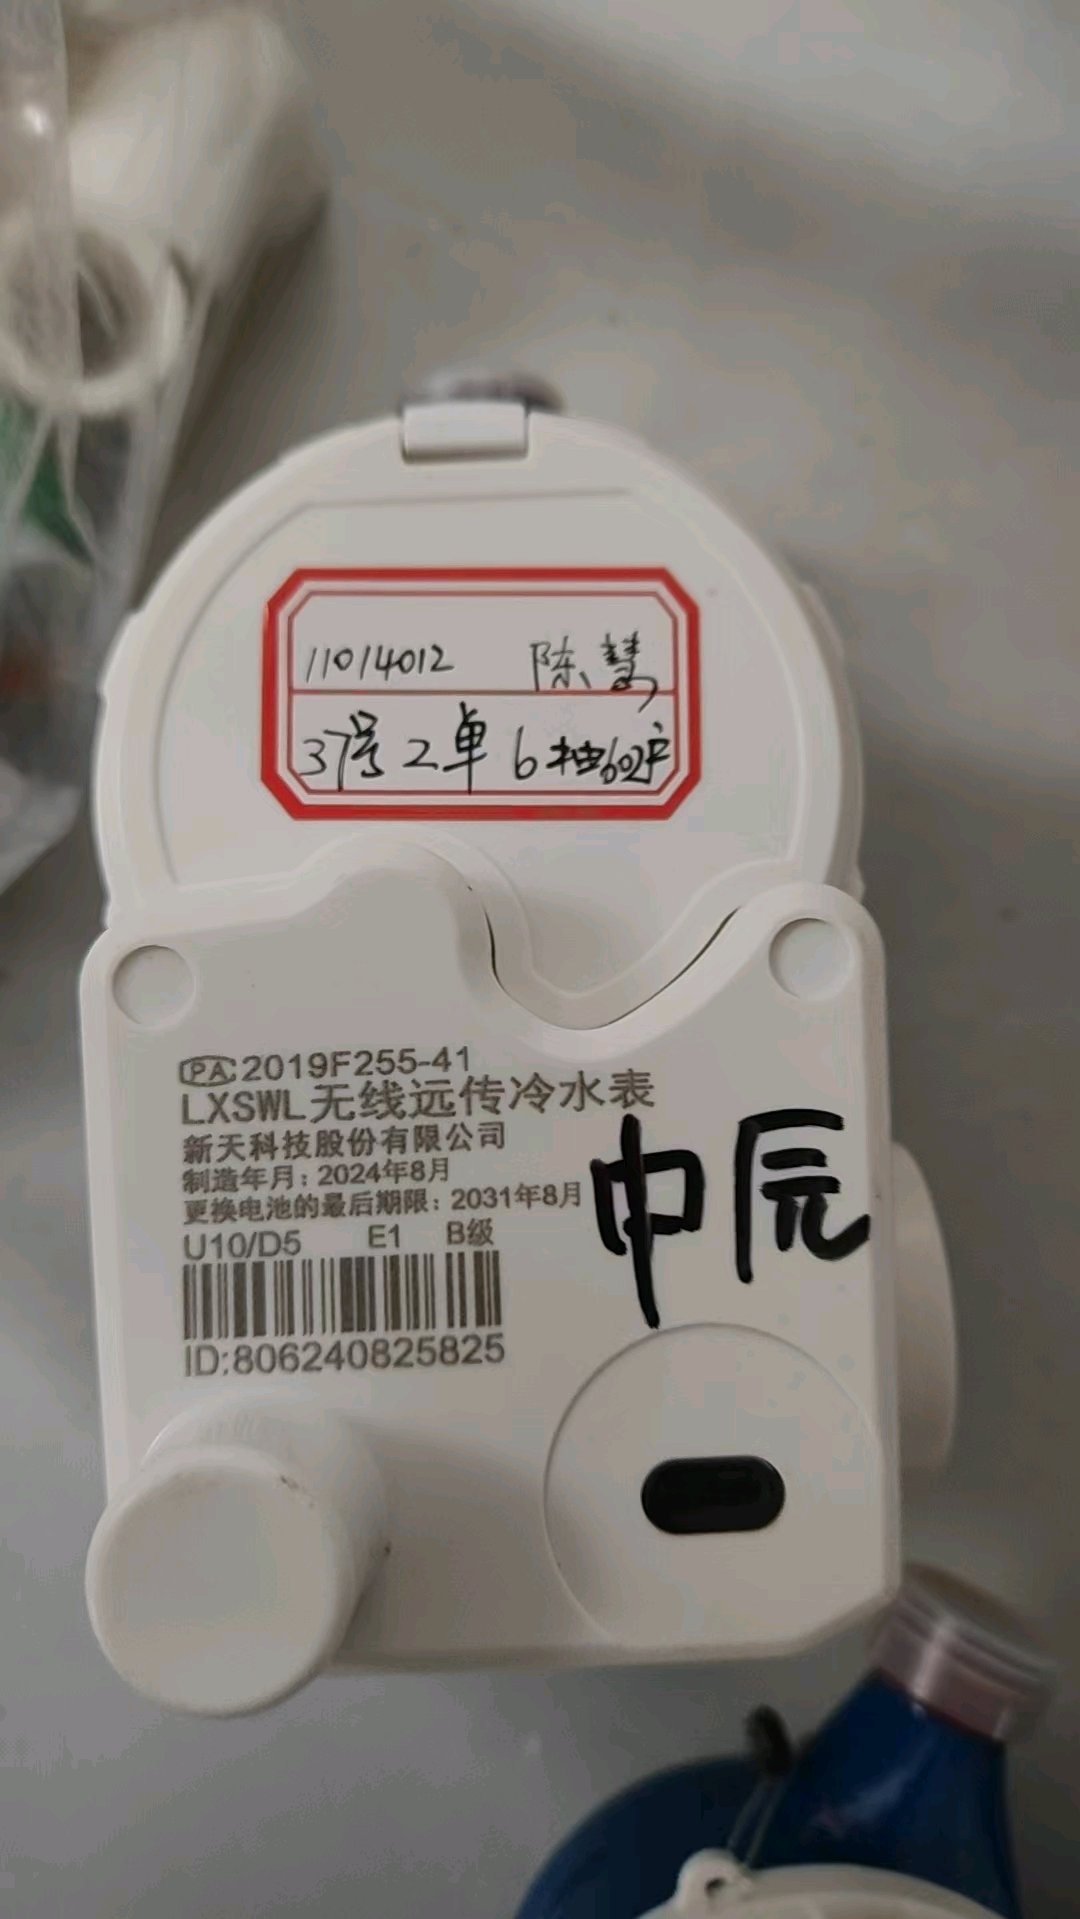 11014012 陈慧
37号2单6楼602户
PA 2019F255-41
LXSWL无线远传冷水表
新天科技股份有限公司
制造年月：2024年8月
更换电池的最后期限：2031年8月
U10/D5 E1 B级
ID:806240825825